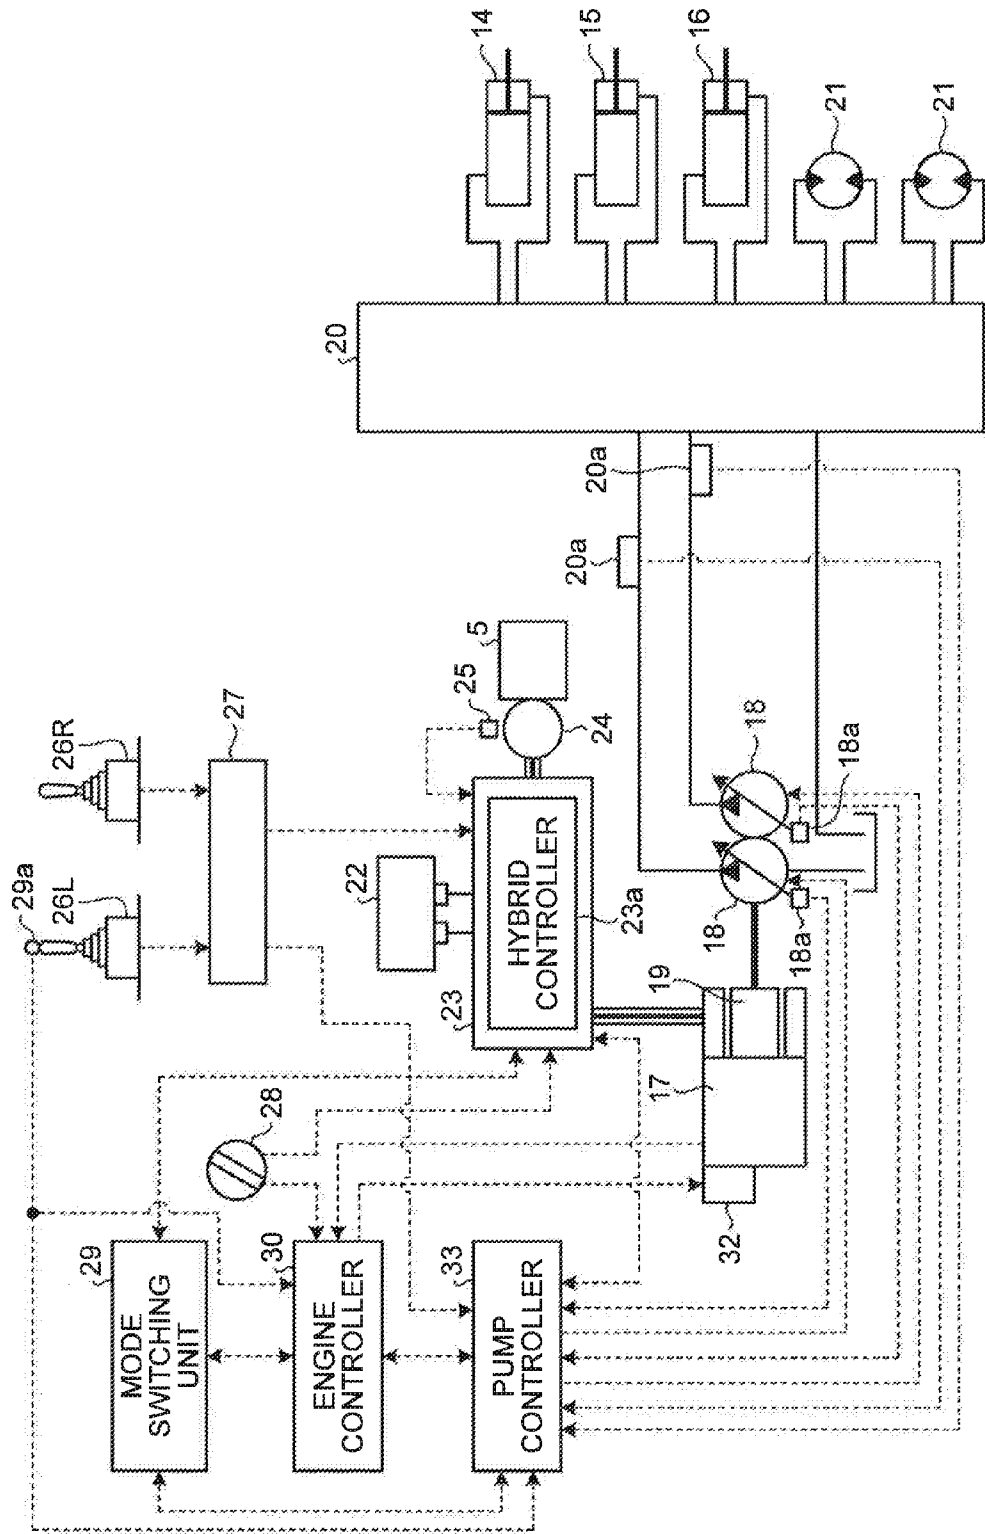 14
15
16
21
21
20
20a
20a
5
25
24
26R
26L
29a
27
22
23
HYBRID
CONTROLLER
23a
18
18
18a
18a
19
17
28
32
29
MODE
SWITCHING
UNIT
30
ENGINE
CONTROLLER
33
PUMP
CONTROLLER